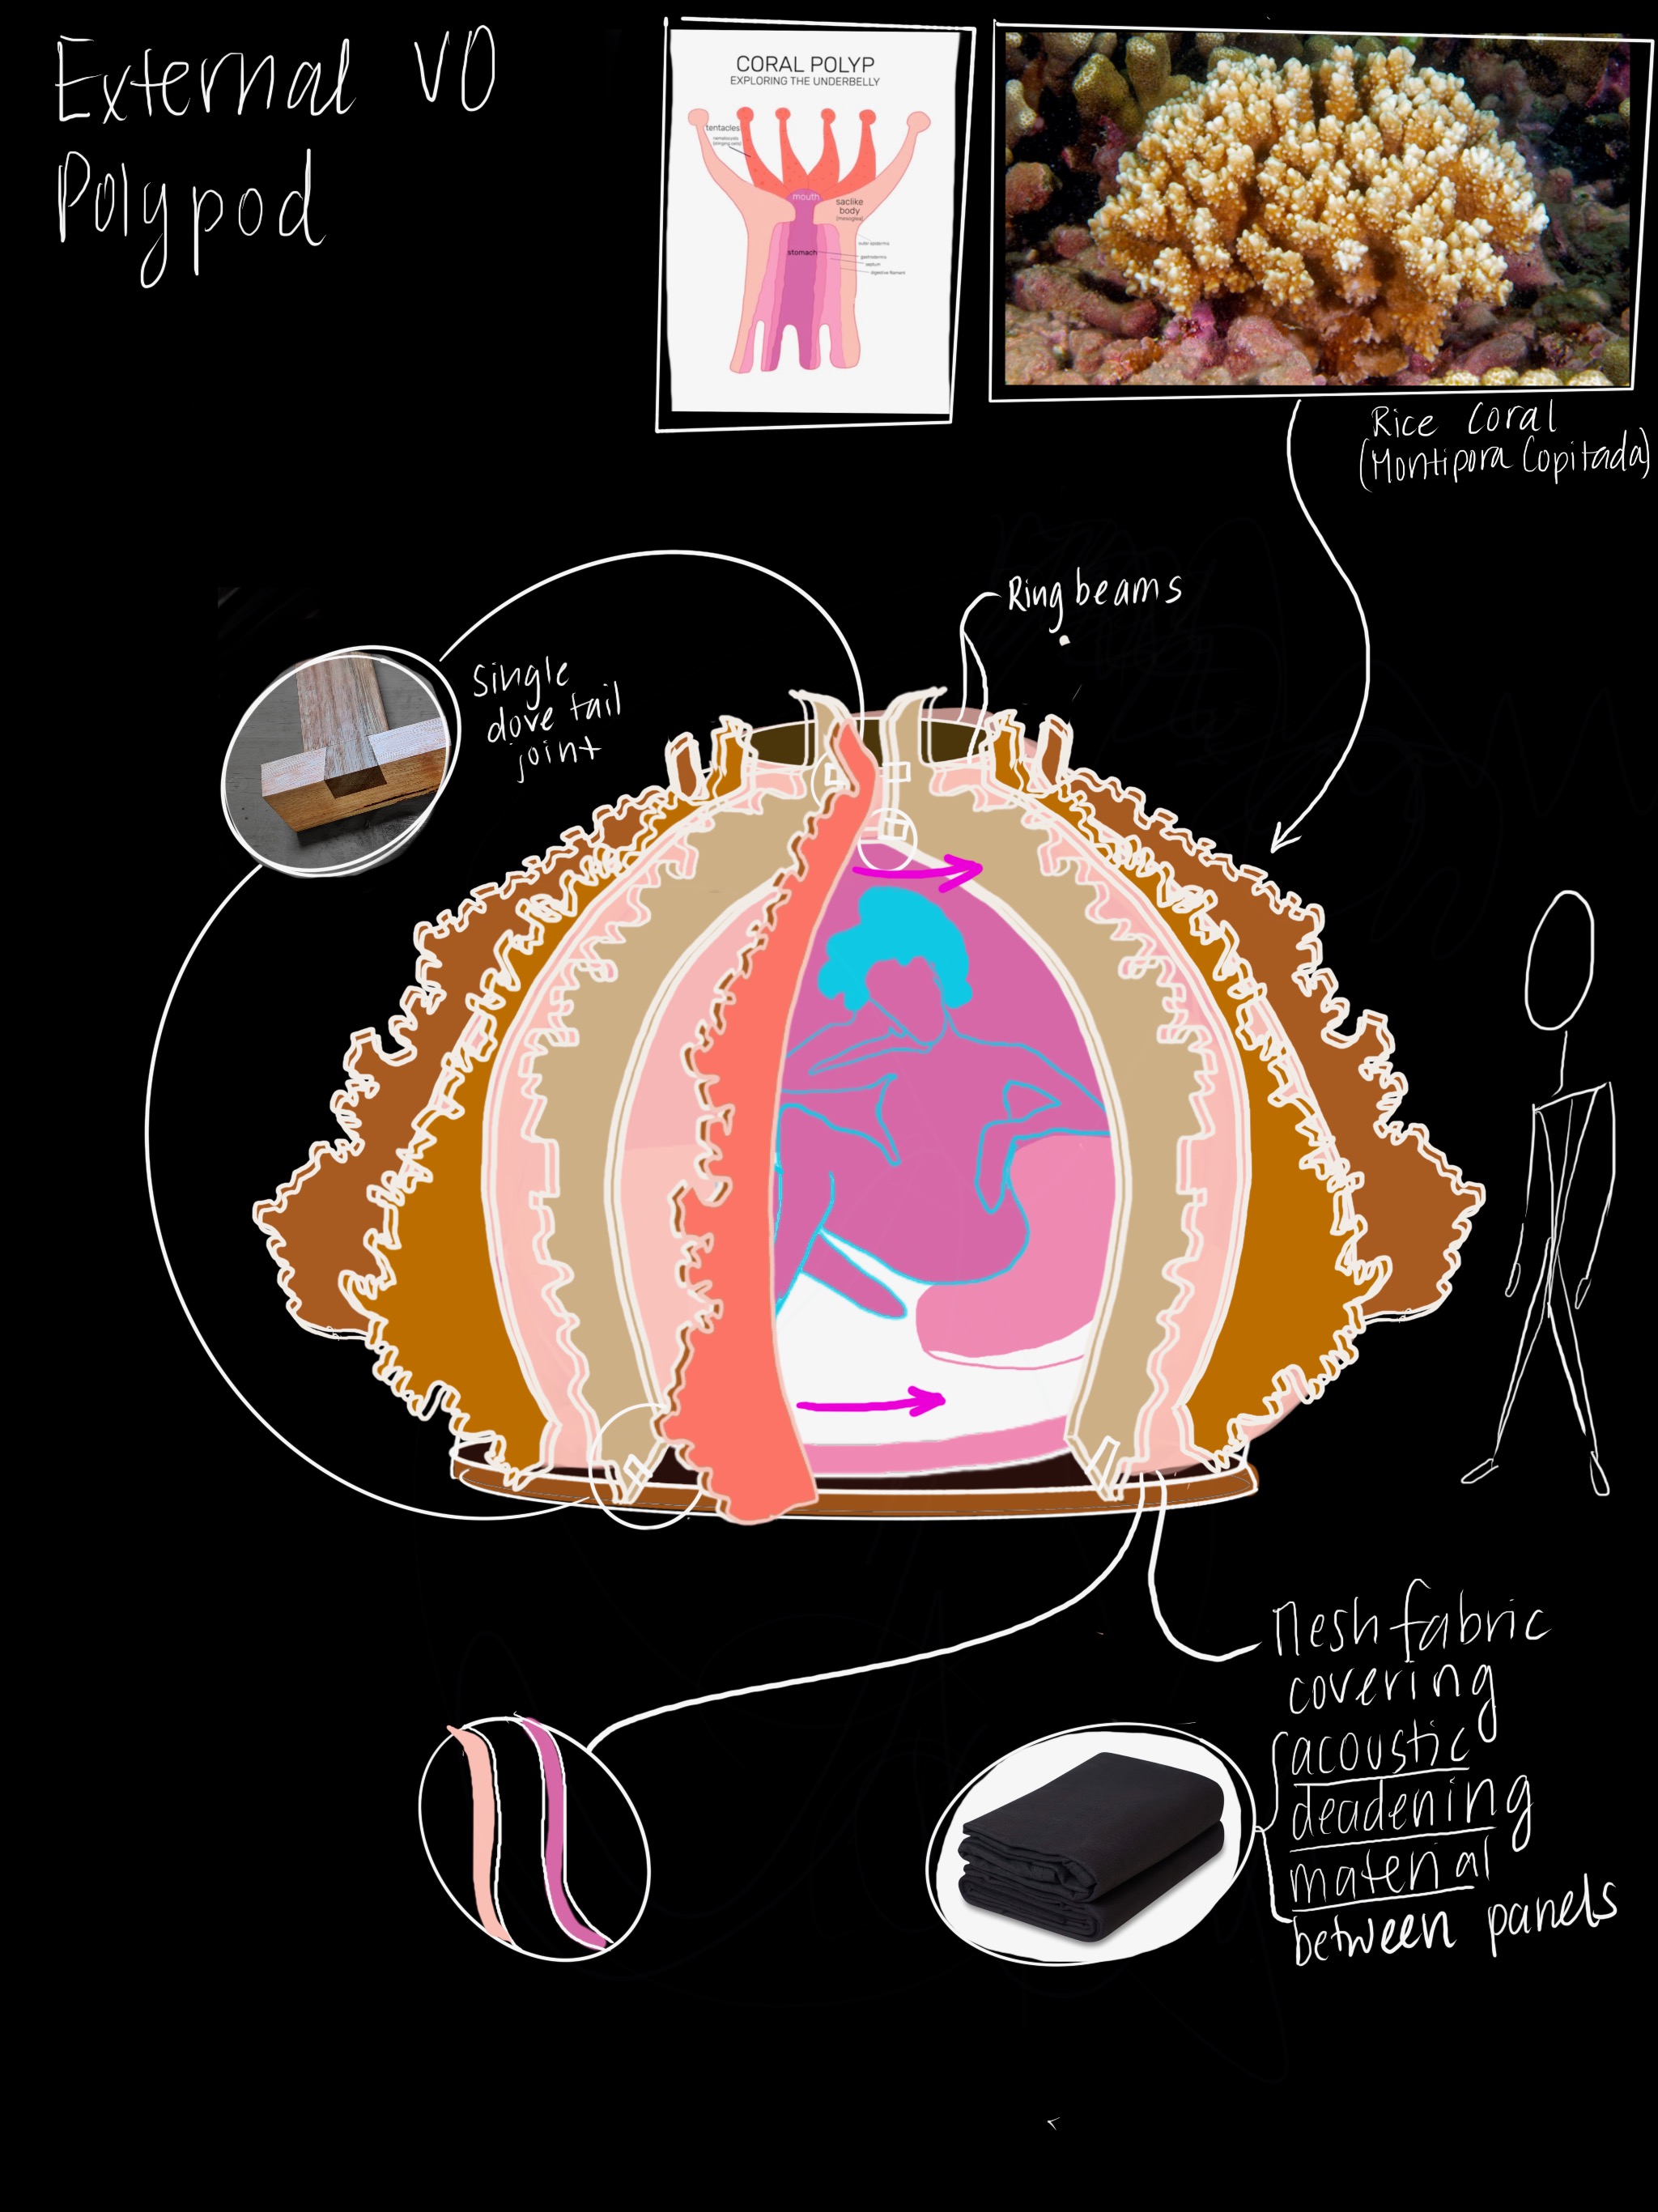 External VO
Polypod
CORAL POLYP
EXPLORING THE UNDERBELLY
tentacles
nematocysts
(stinging cells)
mouth
saclike
body
(mesoglea)
outer epidermis
stomach
gastrodermis
septum
digestive filament
Rice Coral
(Montipora Copitada)
Ring beams
Single
dove tail
joint
Mesh fabric
covering
acoustic
deadening
material
between panels